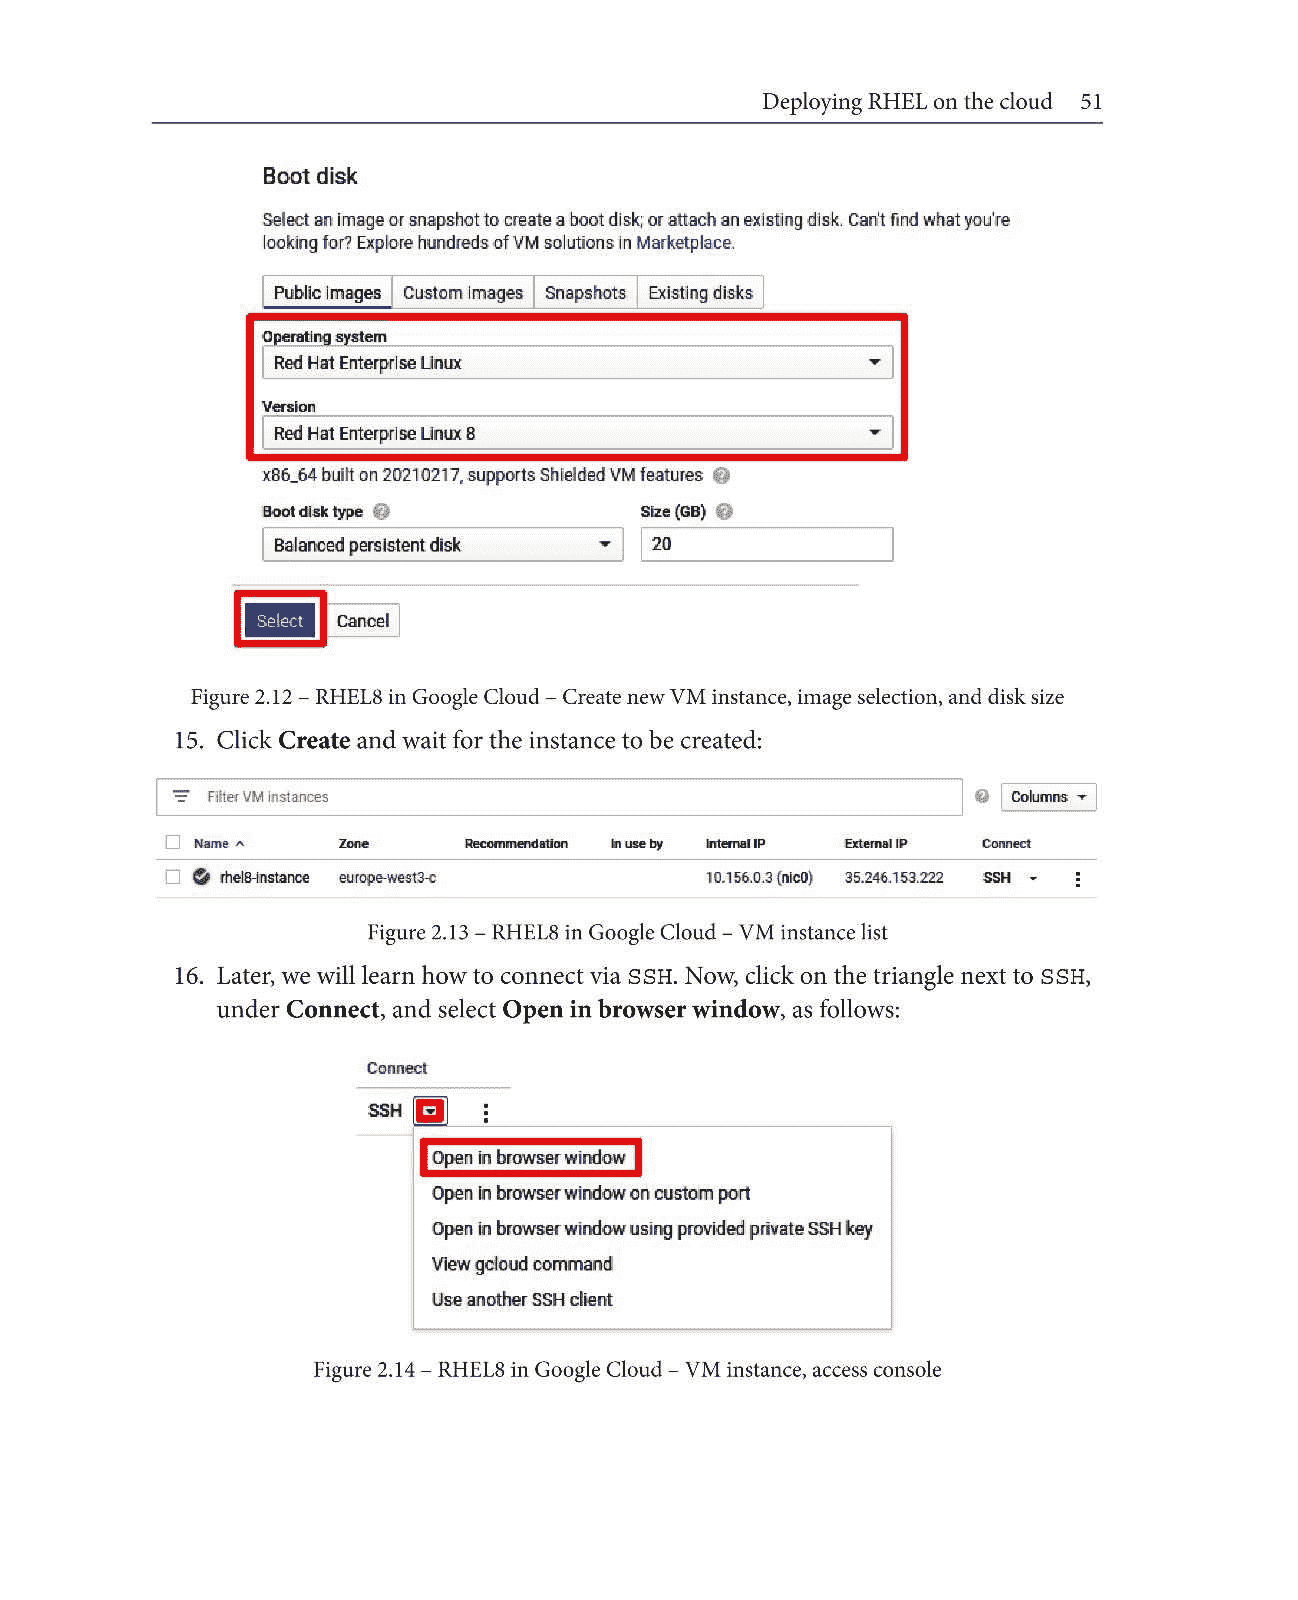 Deploying RHEL on the cloud 51
Boot disk
Select an image or snapshot to create a boot disk; or attach an existing disk. Can't find what you're
looking for? Explore hundreds of VM solutions in Marketplace.
Public images Custom images Snapshots Existing disks
Operating system
Red Hat Enterprise Linux
Version
Red Hat Enterprise Linux 8
x86_64 built on 20210217, supports Shielded VM features
Boot disk type Size (GB)
Balanced persistent disk 20
Select Cancel
Figure 2.12 – RHEL8 in Google Cloud – Create new VM instance, image selection, and disk size
15. Click Create and wait for the instance to be created:
Filter VM instances Columns
Name Zone Recommendation In use by Internal IP External IP Connect
rhel8-instance europe-west3-c 10.156.0.3 (nic0) 35.246.153.222 SSH
Figure 2.13 – RHEL8 in Google Cloud – VM instance list
16. Later, we will learn how to connect via SSH. Now, click on the triangle next to SSH,
under Connect, and select Open in browser window, as follows:
Connect
SSH
Open in browser window
Open in browser window on custom port
Open in browser window using provided private SSH key
View gcloud command
Use another SSH client
Figure 2.14 – RHEL8 in Google Cloud – VM instance, access console